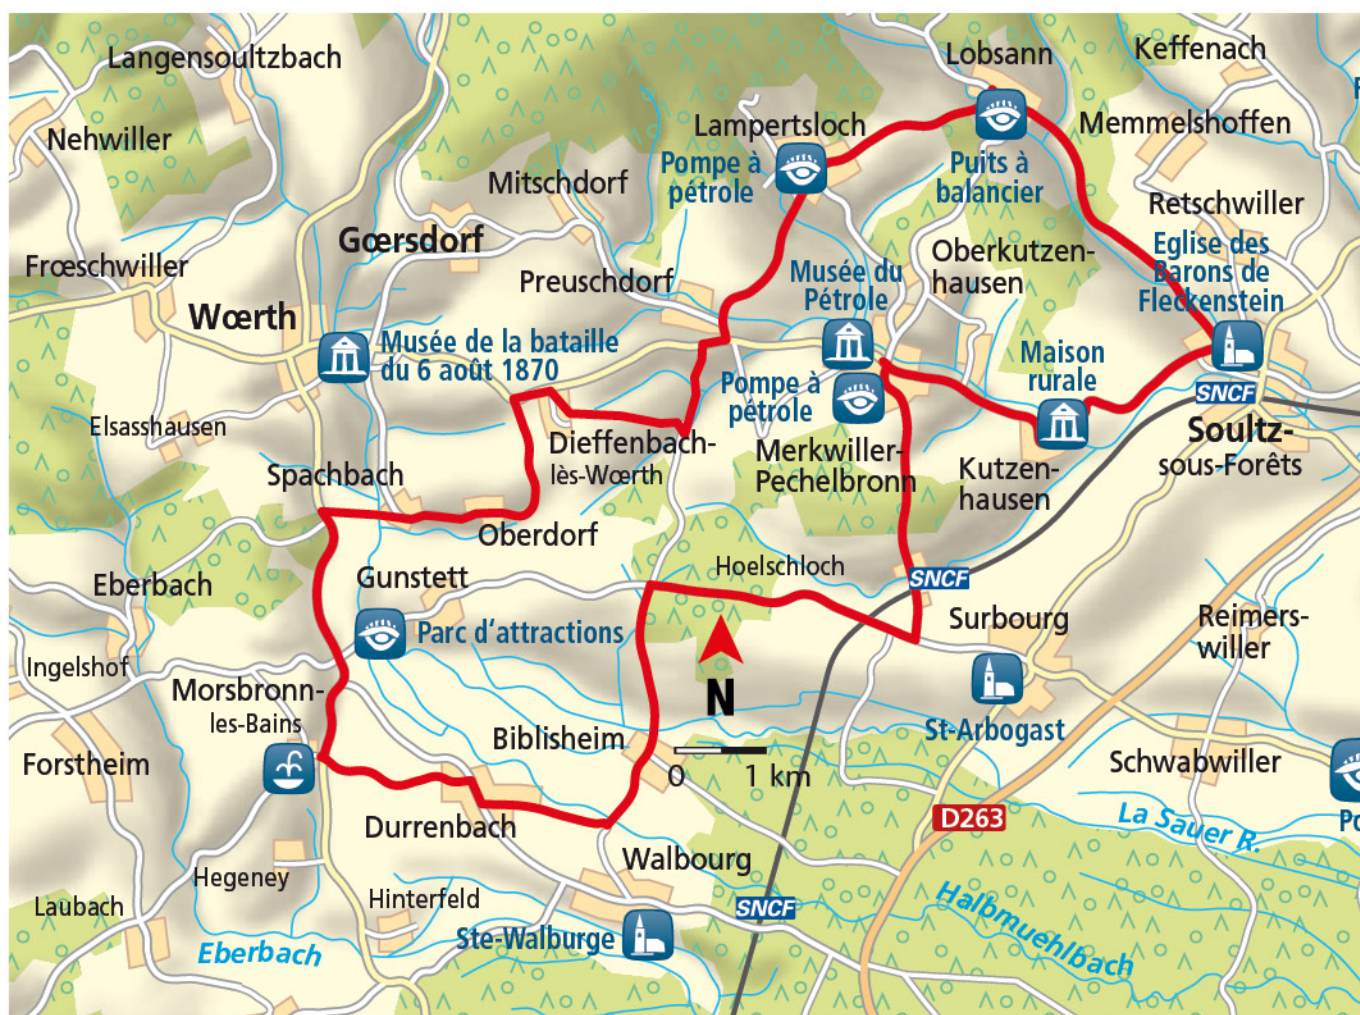 Langensoultzbach
Lobsann
Keffenach
Nehwiller
Lampertsloch
Memmelshoffen
Pompe à
pétrole
Puits à
balancier
Mitschdorf
Retschwiller
Gœrsdorf
Eglise des
Barons de
Fleckenstein
Frœschwiller
Preuschdorf
Musée du
Pétrole
Oberkutzen-
hausen
Wœrth
Musée de la bataille
du 6 août 1870
Maison
rurale
Pompe à
pétrole
SNCF
Elsasshausen
Dieffenbach-
lès-Wœrth
Merkwiller-
Pechelbronn
Soultz-
sous-Forêts
Spachbach
Kutzen-
hausen
Oberdorf
Eberbach
Gunstett
Hoelschloch
SNCF
Parc d'attractions
Surbourg
Reimers-
willer
Ingelshof
Morsbronn-
les-Bains
N
Biblisheim
St-Arbogast
Forstheim
0 1 km
Schwabwiller
Durrenbach
D263
La Sauer R.
Walbourg
Hegeney
Hinterfeld
Laubach
SNCF
Halbmuehlbach
Ste-Walburge
Eberbach